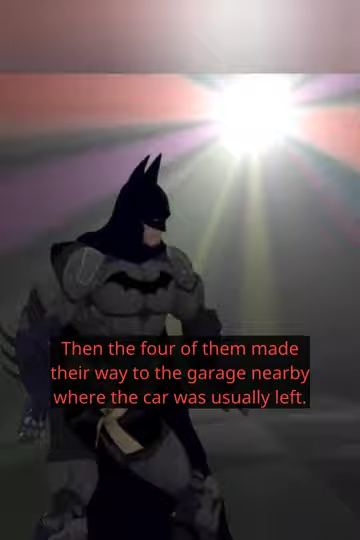 Then the four of them made
their way to the garage nearby
where the car was usually left.